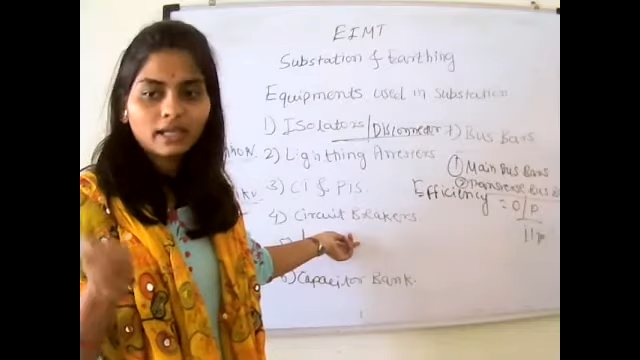 EIMT
Substation & Earthing
Equipments used in Substation
1) Isolators/Disconnector
7) Bus Bars
2) Lightning Arresters
① Main Bus Bars
② Transverse Bus
3) CT & PTS.
Efficiency = O/P
I/P
4) Circuit Breakers
6) Capacitor Bank.